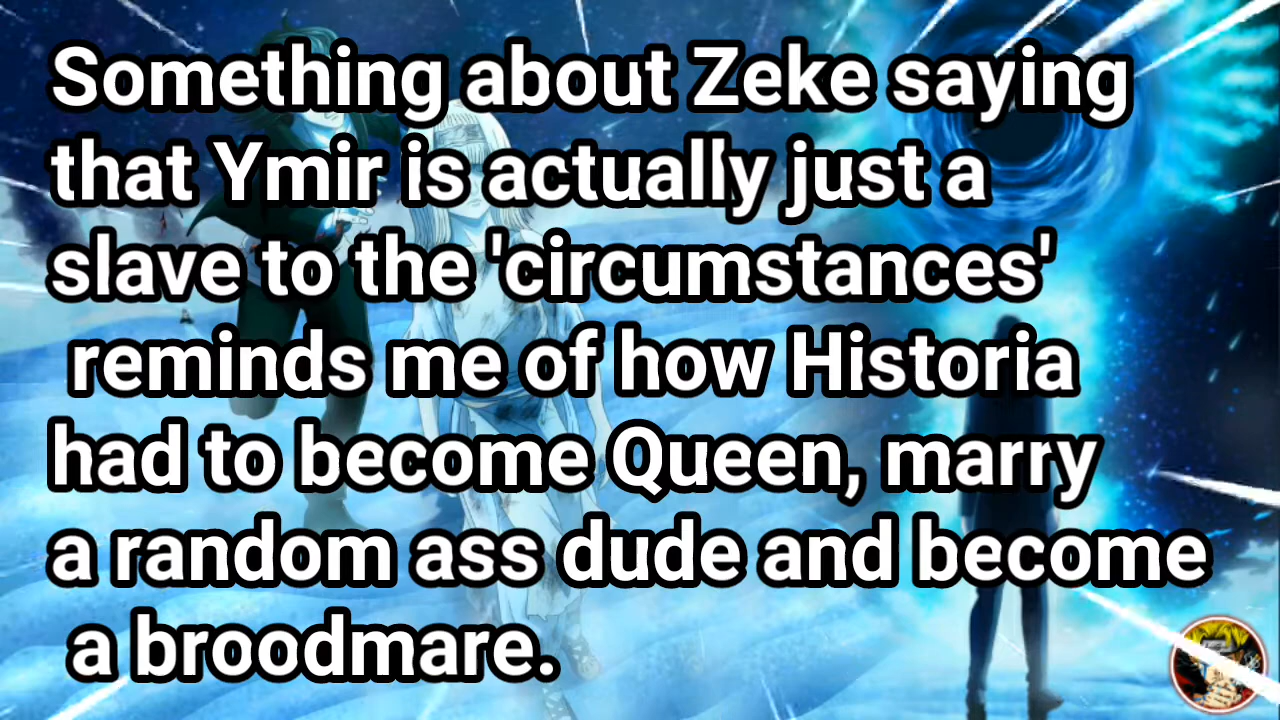 Something about Zeke saying
that Ymir is actually just a
slave to the 'circumstances'
reminds me of how Historia
had to become Queen, marry
a random ass dude and become
a broodmare.